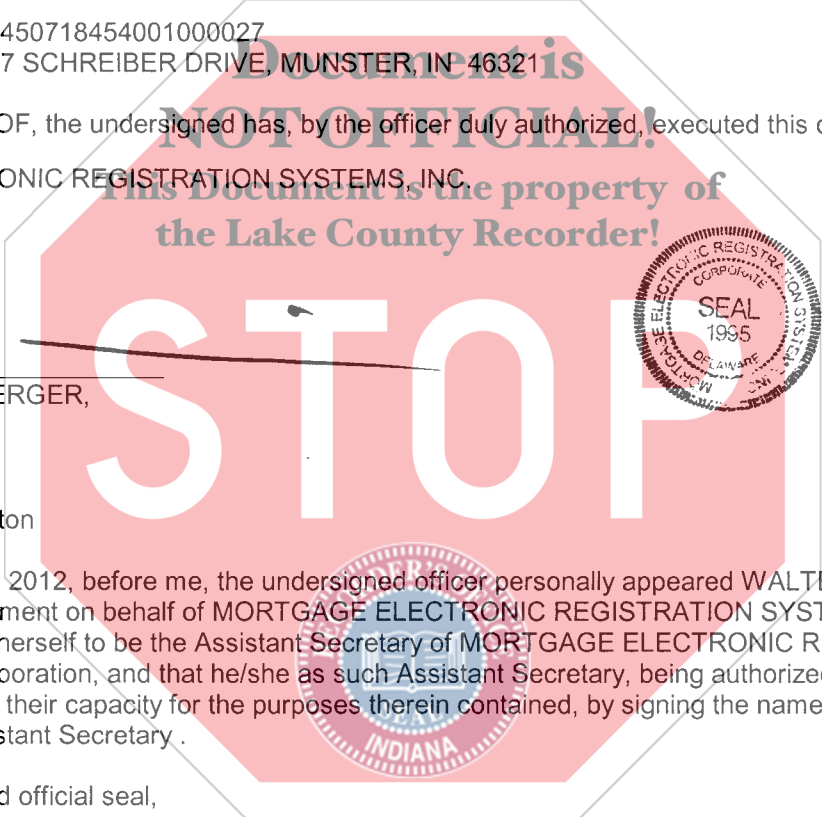 450718454001000027
7 SCHREIBER DRIVE, MUNSTER, IN 46321
Document is
NOT OFFICIAL!
OF, the undersigned has, by the officer duly authorized, executed this
ONIC REGISTRATION SYSTEMS, INC.
This Document is the property of
the Lake County Recorder!
MORTGAGE ELECTRONIC REGISTRATION SYSTEMS, INC.
CORPORATE
SEAL
1995
DELAWARE
STOP
ERGER,
ton
2012, before me, the undersigned officer personally appeared WALTE
ment on behalf of MORTGAGE ELECTRONIC REGISTRATION SYST
herself to be the Assistant Secretary of MORTGAGE ELECTRONIC R
poration, and that he/she as such Assistant Secretary, being authorized
their capacity for the purposes therein contained, by signing the name
stant Secretary .
SEAL
INDIANA
d official seal,